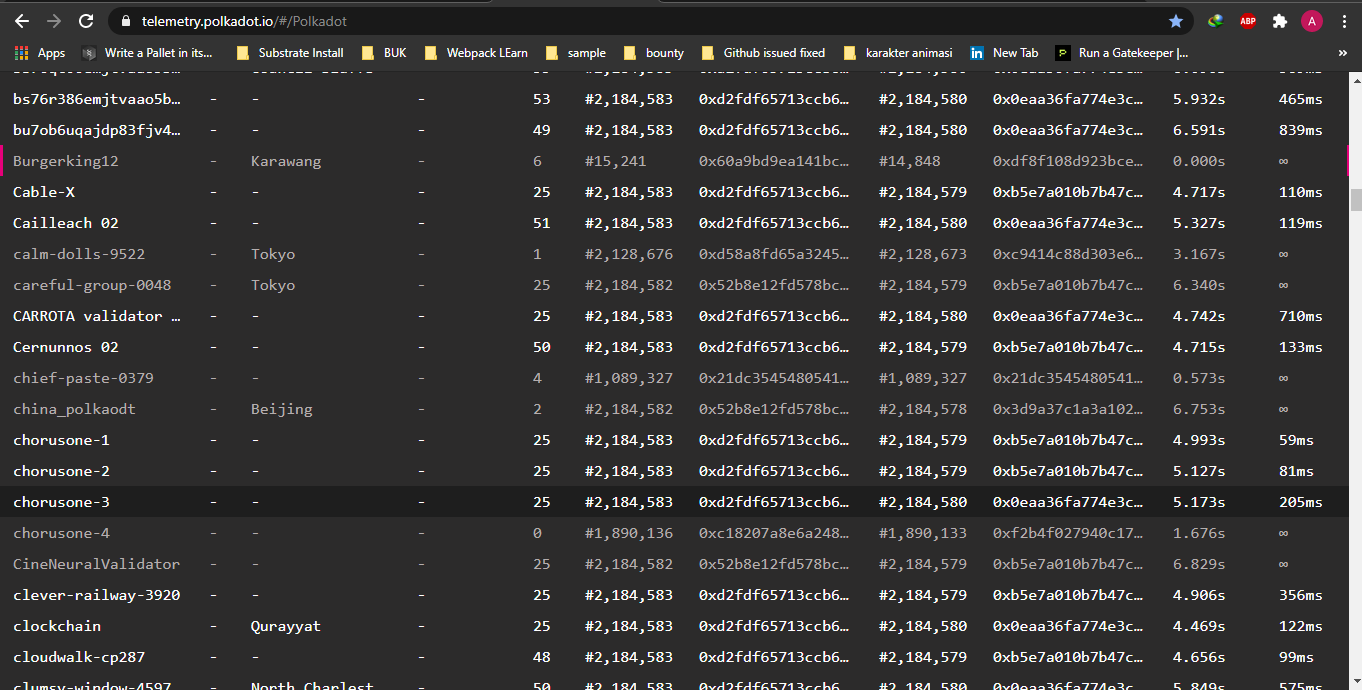 telemetry.polkadot.io/#/Polkadot
ABP
A
Apps Write a Pallet in its... Substrate Install BUK Webpack LEarn sample bounty Github issued fixed karakter animasi in New Tab P Run a Gatekeeper |... »
bs76r386emjtvaao5b… - - - 53 #2,184,583 0xd2fdf65713ccb6… #2,184,580 0x0eaa36fa774e3c… 5.932s 465ms
bu7ob6uqajdp83fjv4… - - - 49 #2,184,583 0xd2fdf65713ccb6… #2,184,580 0x0eaa36fa774e3c… 6.591s 839ms
Burgerking12 - Karawang - 6 #15,241 0x60a9bd9ea141bc… #14,848 0xdf8f108d923bce… 0.000s ∞
Cable-X - - - 25 #2,184,583 0xd2fdf65713ccb6… #2,184,579 0xb5e7a010b7b47c… 4.717s 110ms
Cailleach 02 - - - 51 #2,184,583 0xd2fdf65713ccb6… #2,184,580 0x0eaa36fa774e3c… 5.327s 119ms
calm-dolls-9522 - Tokyo - 1 #2,128,676 0xd58a8fd65a3245… #2,128,673 0xc9414c88d303e6… 3.167s ∞
careful-group-0048 - Tokyo - 25 #2,184,582 0x52b8e12fd578bc… #2,184,579 0xb5e7a010b7b47c… 6.340s ∞
CARROTA validator … - - - 25 #2,184,583 0xd2fdf65713ccb6… #2,184,580 0x0eaa36fa774e3c… 4.742s 710ms
Cernunnos 02 - - - 50 #2,184,583 0xd2fdf65713ccb6… #2,184,579 0xb5e7a010b7b47c… 4.715s 133ms
chief-paste-0379 - - - 4 #1,089,327 0x21dc3545480541… #1,089,327 0x21dc3545480541… 0.573s ∞
china_polkaodt - Beijing - 2 #2,184,582 0x52b8e12fd578bc… #2,184,578 0x3d9a37c1a3a102… 6.753s ∞
chorusone-1 - - - 25 #2,184,583 0xd2fdf65713ccb6… #2,184,579 0xb5e7a010b7b47c… 4.993s 59ms
chorusone-2 - - - 25 #2,184,583 0xd2fdf65713ccb6… #2,184,579 0xb5e7a010b7b47c… 5.127s 81ms
chorusone-3 - - - 25 #2,184,583 0xd2fdf65713ccb6… #2,184,580 0x0eaa36fa774e3c… 5.173s 205ms
chorusone-4 - - - 0 #1,890,136 0xc18207a8e6a248… #1,890,133 0xf2b4f027940c17… 1.676s ∞
CineNeuralValidator - - - 25 #2,184,582 0x52b8e12fd578bc… #2,184,579 0xb5e7a010b7b47c… 6.829s ∞
clever-railway-3920 - - - 25 #2,184,583 0xd2fdf65713ccb6… #2,184,579 0xb5e7a010b7b47c… 4.906s 356ms
clockchain - Qurayyat - 25 #2,184,583 0xd2fdf65713ccb6… #2,184,580 0x0eaa36fa774e3c… 4.469s 122ms
cloudwalk-cp287 - - - 48 #2,184,583 0xd2fdf65713ccb6… #2,184,579 0xb5e7a010b7b47c… 4.656s 99ms
clumsy-window-4597 - North Charlest… - 50 #2,184,583 0xd2fdf65713ccb6… #2,184,580 0x0eaa36fa774e3c… 5.849s 575ms